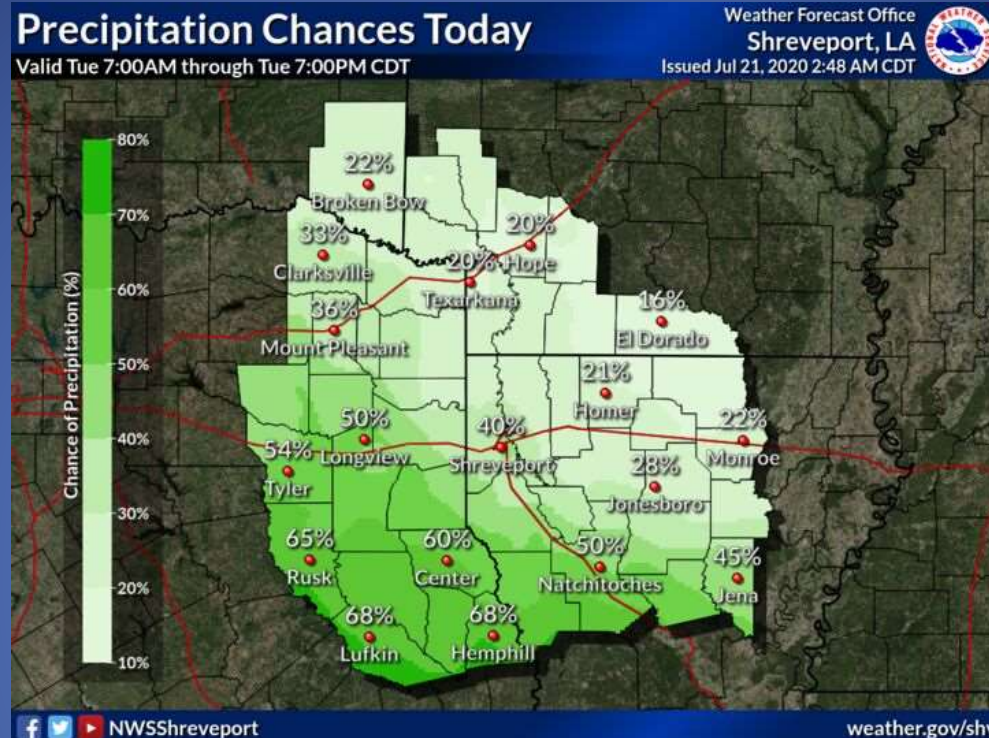 Precipitation Chances Today
Valid Tue 7:00AM through Tue 7:00PM CDT
Weather Forecast Office
Shreveport, LA
Issued Jul 21, 2020 2:48 AM CDT
NATIONAL WEATHER SERVICE
Chance of Precipitation (%)
80%
70%
60%
50%
40%
30%
20%
10%
22%
Broken Bow
33%
Clarksville
20%
Hope
20%
Texarkana
36%
Mount Pleasant
16%
El Dorado
21%
Homer
50%
Longview
40%
Shreveport
22%
Monroe
54%
Tyler
28%
Jonesboro
65%
Rusk
60%
Center
50%
Natchitoches
45%
Jena
68%
Lufkin
68%
Hemphill
NWSShreveport
weather.gov/shv